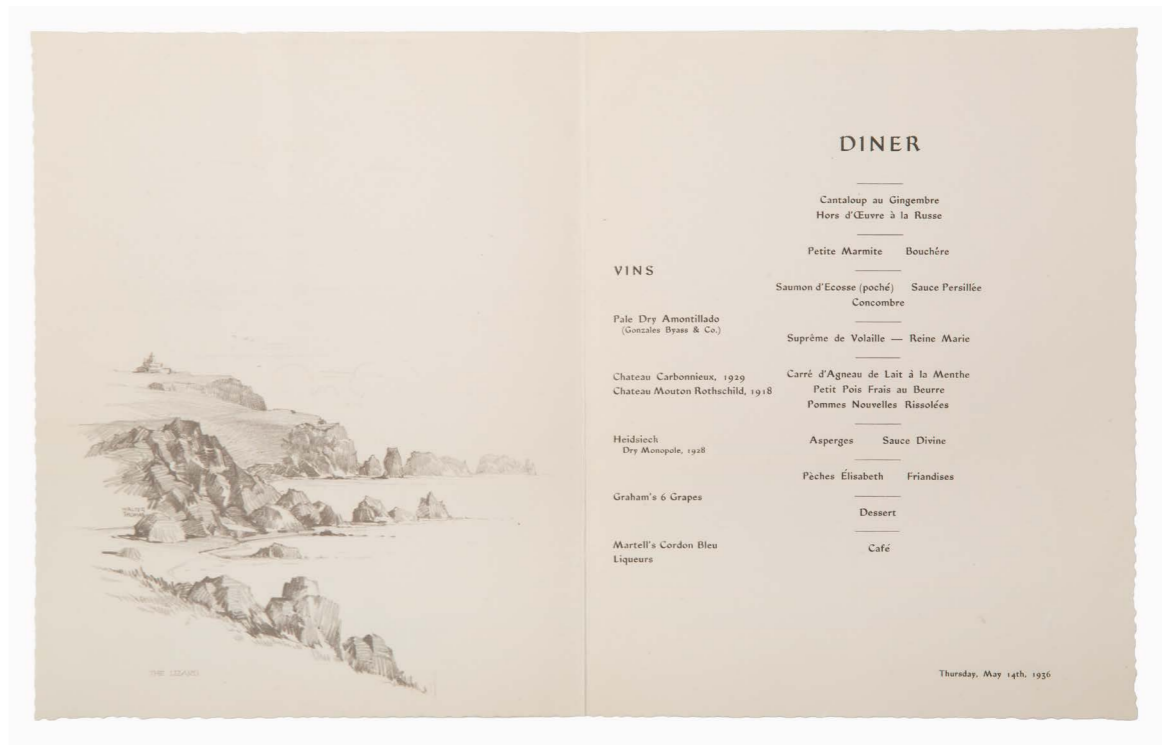 THE LIZARD
DINER
Cantaloup au Gingembre
Hors d'Œuvre à la Russe
Petite Marmite Bouchère
Saumon d'Ecosse (poché) Sauce Persillée
Concombre
Suprême de Volaille — Reine Marie
Carré d'Agneau de Lait à la Menthe
Petit Pois Frais au Beurre
Pommes Nouvelles Rissolées
Asperges Sauce Divine
Pêches Élisabeth Friandises
Dessert
Café
VINS
Pale Dry Amontillado
(Gonzales Byass & Co.)
Chateau Carbonnieux, 1929
Chateau Mouton Rothschild, 1918
Heidsiech
Dry Monopole, 1928
Graham's 6 Grapes
Martell's Cordon Bleu
Liqueurs
Thursday, May 14th, 1936